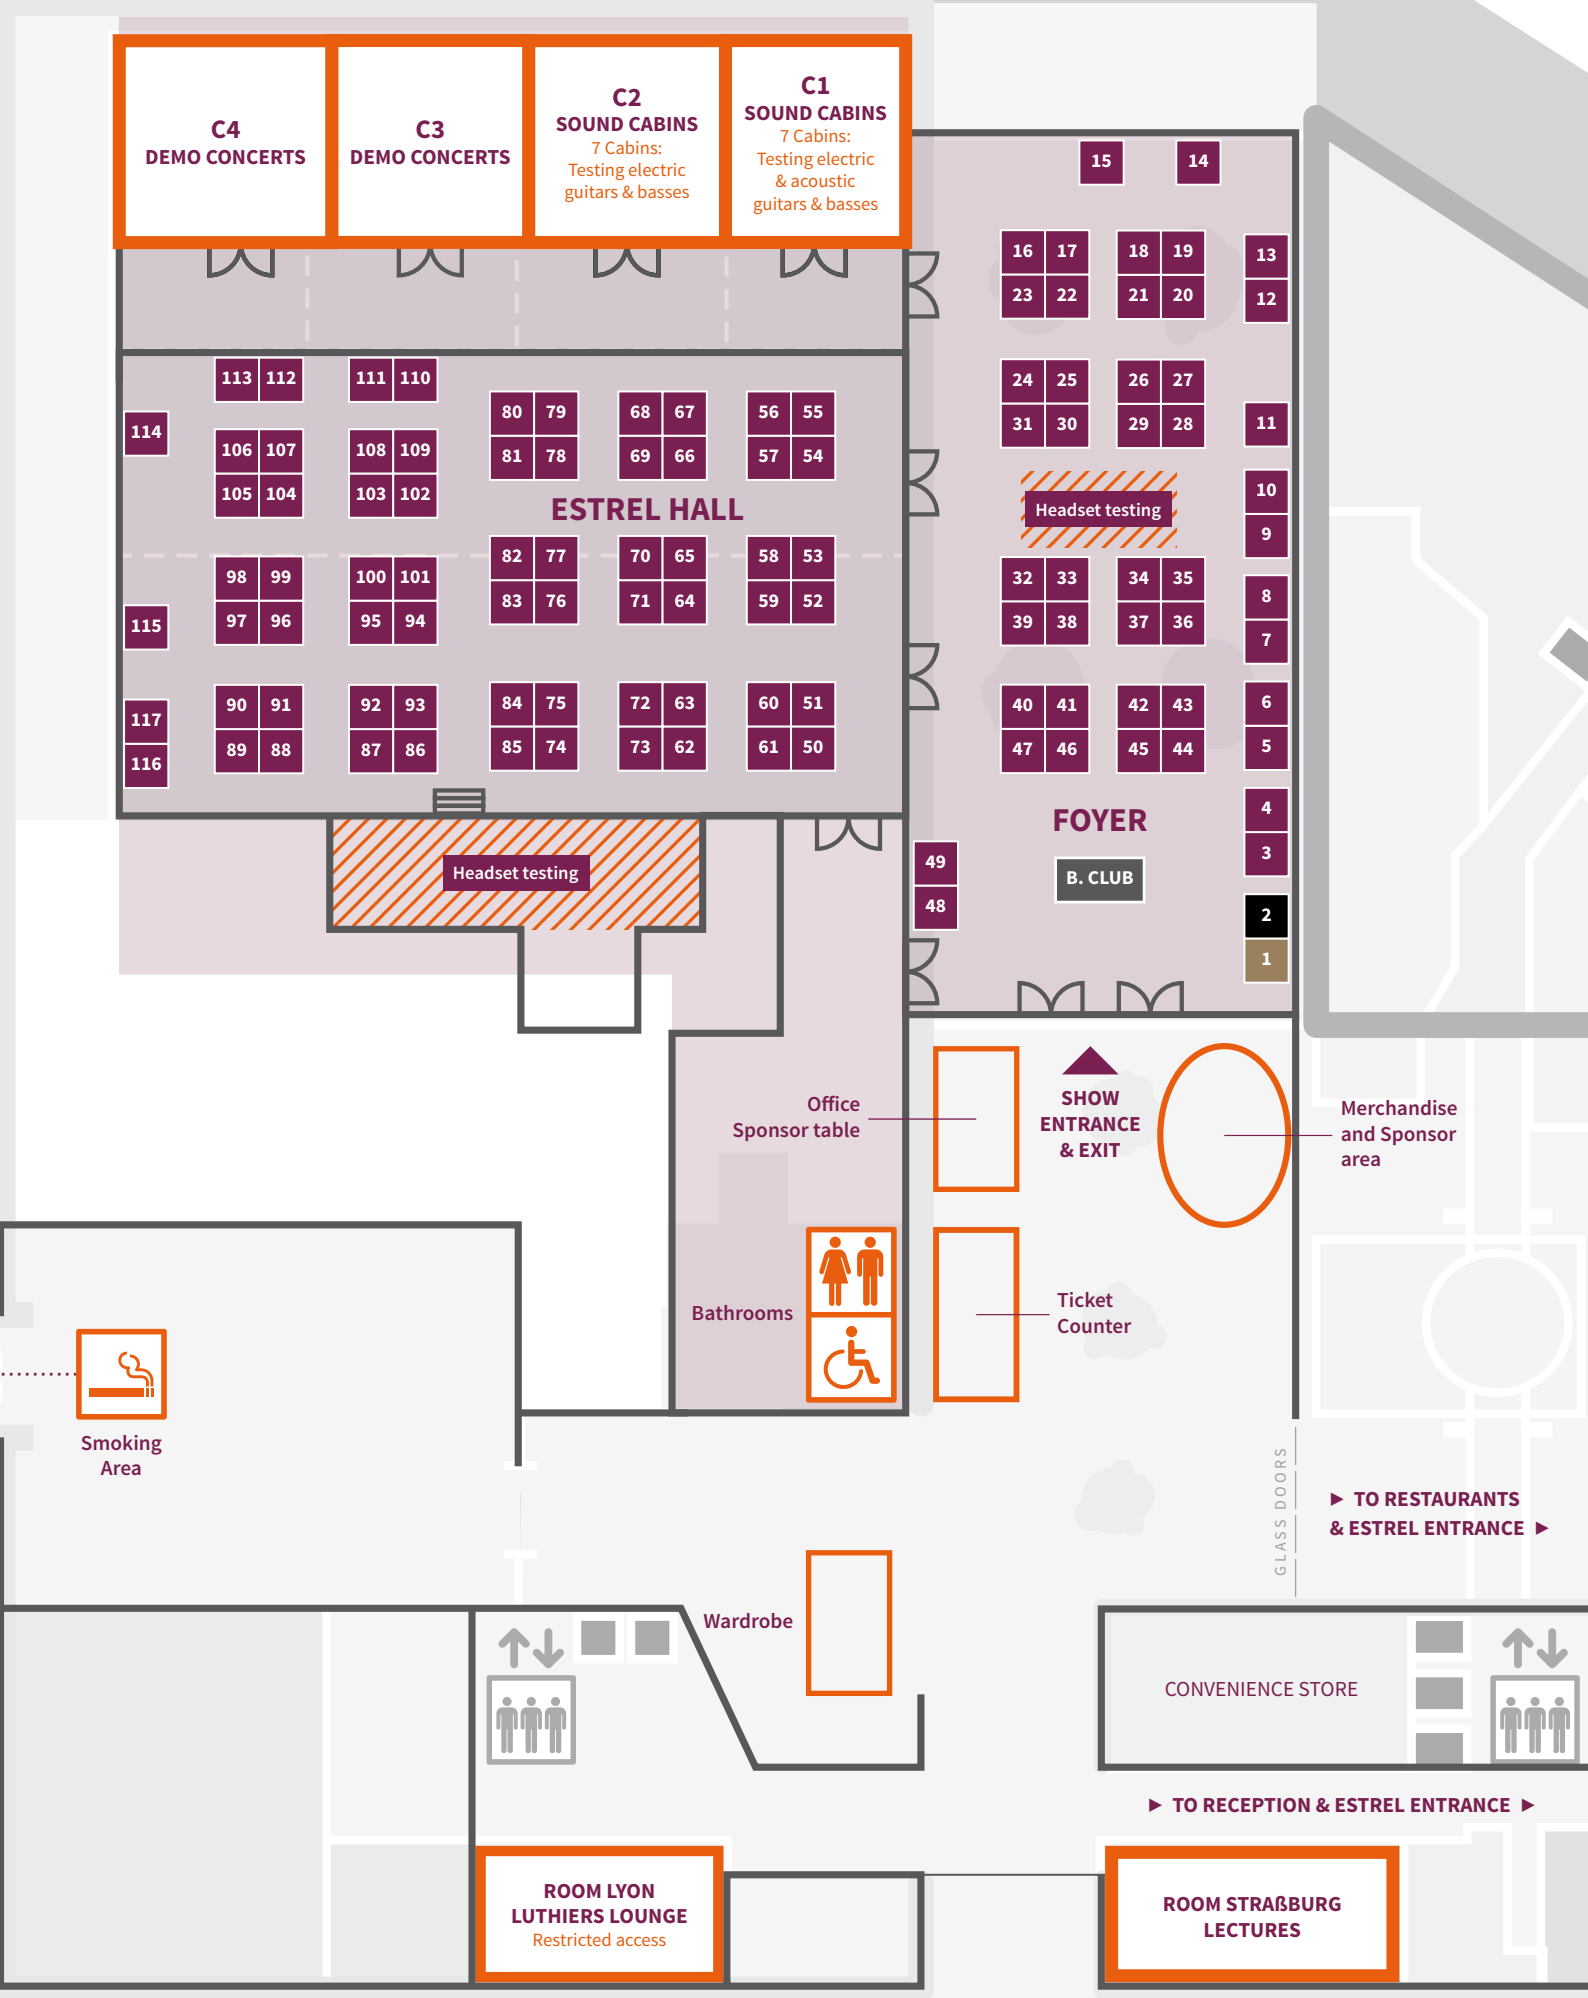 C4
DEMO CONCERTS
C3
DEMO CONCERTS
C2
SOUND CABINS
7 Cabins:
Testing electric
guitars & basses
C1
SOUND CABINS
7 Cabins:
Testing electric
& acoustic
guitars & basses
15 14
16 17 18 19 13
23 22 21 20 12
24 25 26 27
31 30 29 28 11
Headset testing
10
9
32 33 34 35 8
39 38 37 36 7
40 41 42 43 6
47 46 45 44 5
FOYER
4
3
49
48
B. CLUB
2
1
113 112 111 110
114
106 107 108 109
105 104 103 102
80 79 68 67 56 55
81 78 69 66 57 54
ESTREL HALL
82 77 70 65 58 53
83 76 71 64 59 52
98 99 100 101
97 96 95 94
115
90 91 92 93
89 88 87 86
117
116
84 75 72 63 60 51
85 74 73 62 61 50
Headset testing
Office
Sponsor table
SHOW
ENTRANCE
& EXIT
Merchandise
and Sponsor
area
Bathrooms
Ticket
Counter
Smoking
Area
GLASS DOORS
TO RESTAURANTS
& ESTREL ENTRANCE
Wardrobe
CONVENIENCE STORE
TO RECEPTION & ESTREL ENTRANCE
ROOM LYON
LUTHIERS LOUNGE
Restricted access
ROOM STRAßBURG
LECTURES